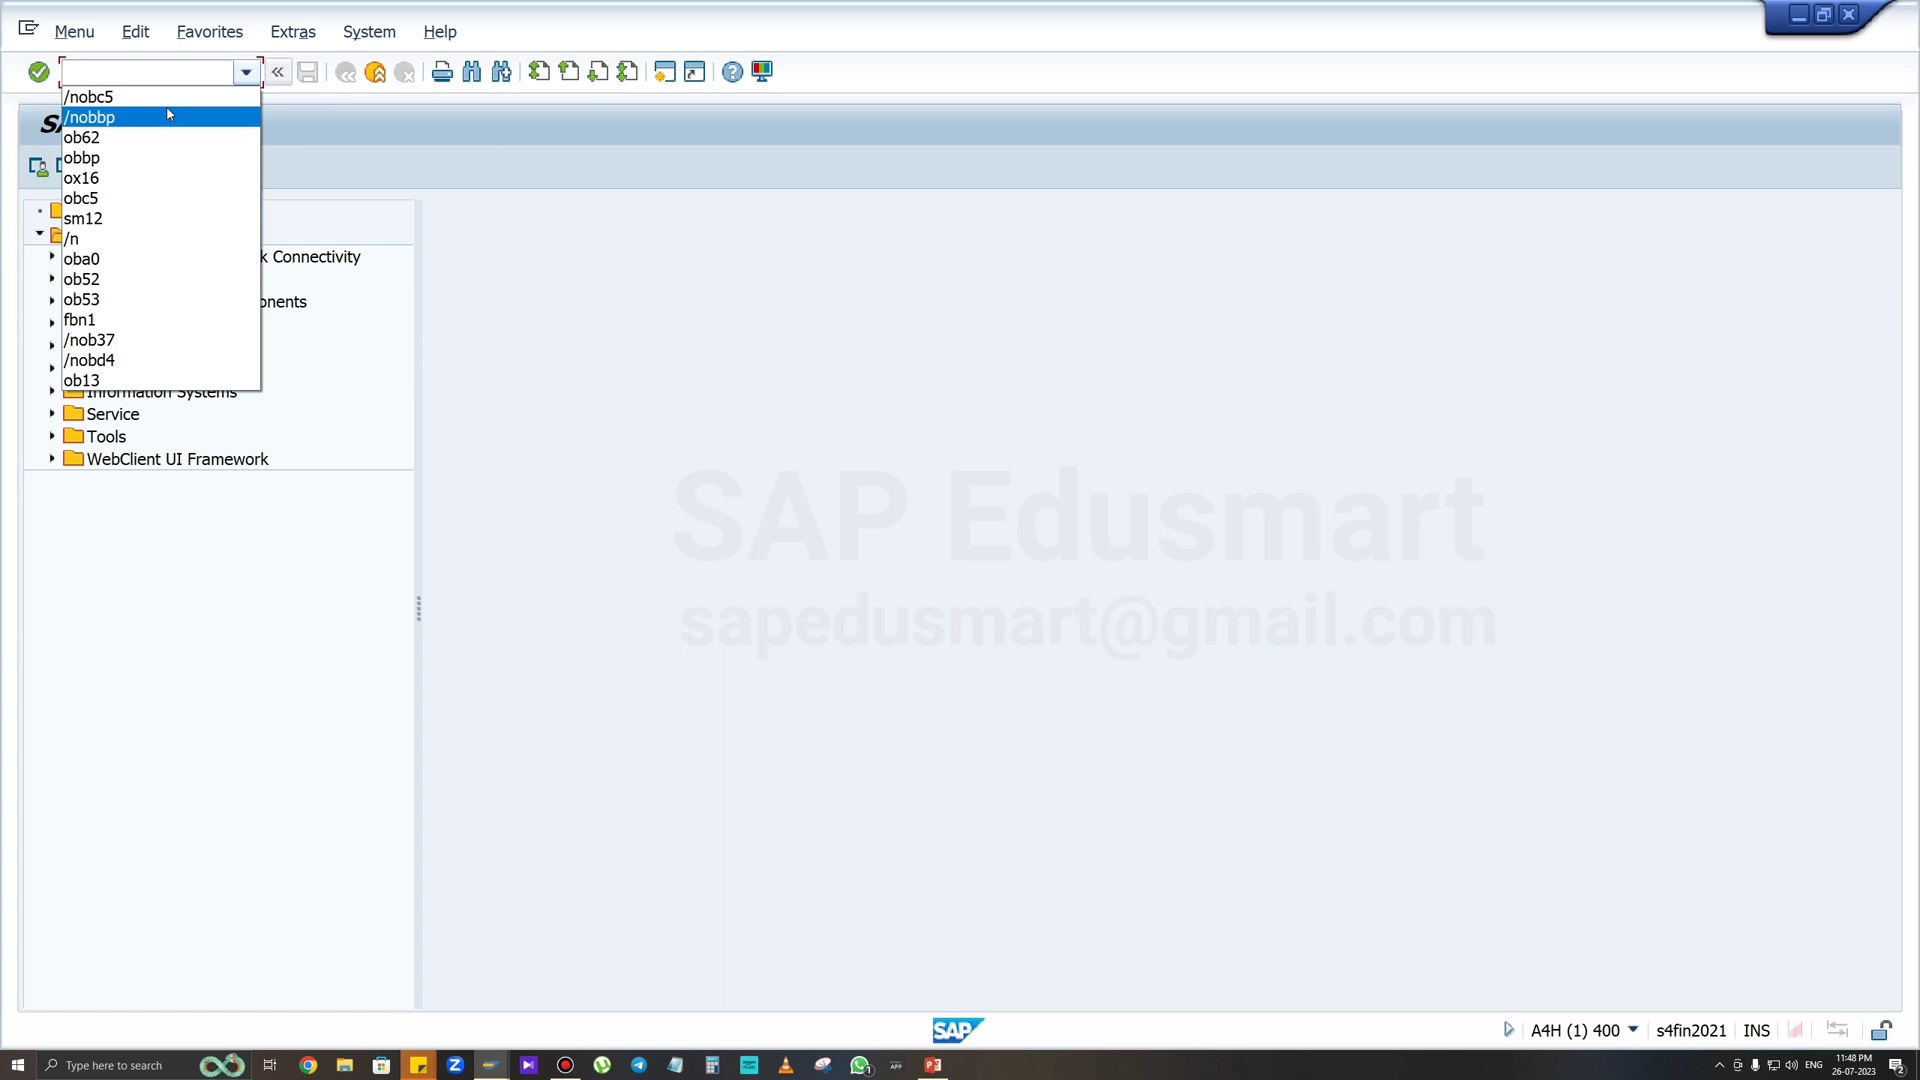 Menu Edit Favorites Extras System Help
/nobc5
/nobbp
ob62
obbp
ox16
obc5
sm12
/n
oba0
ob52
ob53
fbn1
/nob37
/nobd4
ob13
k Connectivity
onents
Information Systems
Service
Tools
WebClient UI Framework
SAP Edusmart
sapedusmart@gmail.com
SAP
A4H (1) 400 s4fin2021 INS
Type here to search
ENG
11:48 PM
26-07-2023